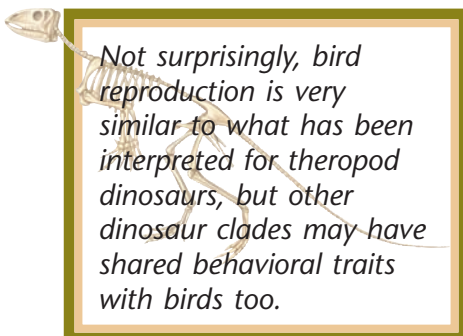 Not surprisingly, bird
reproduction is very
similar to what has been
interpreted for theropod
dinosaurs, but other
dinosaur clades may have
shared behavioral traits
with birds too.